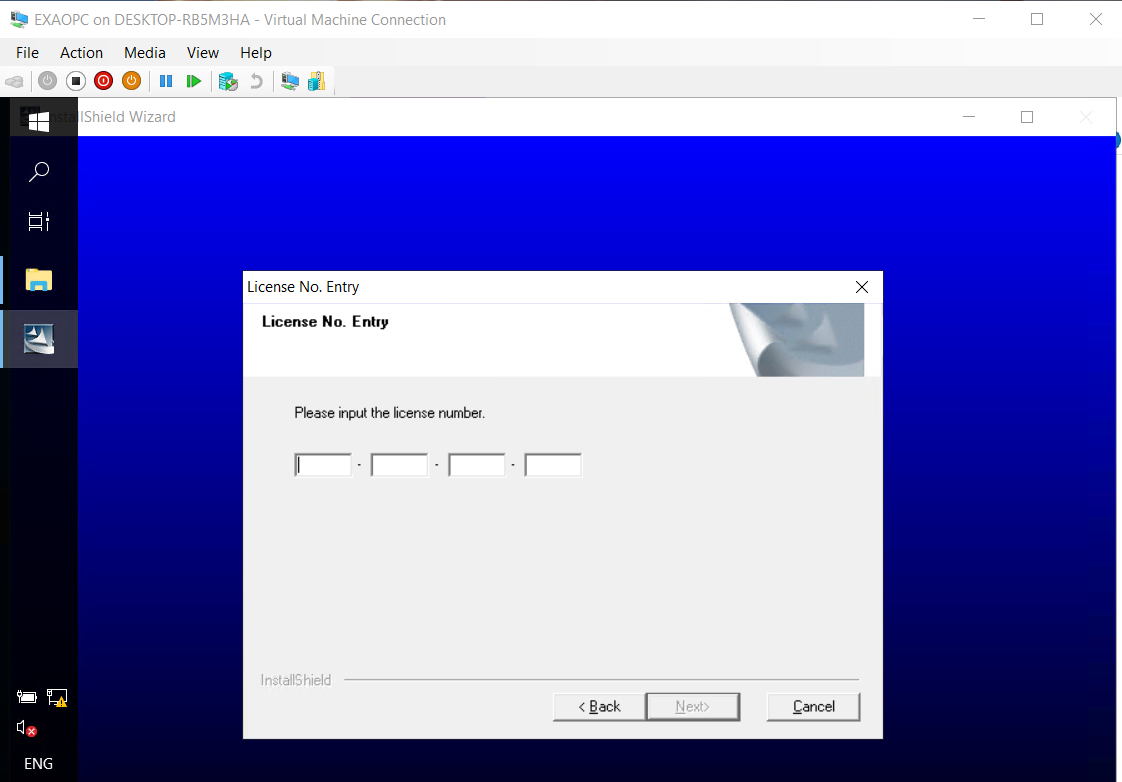 EXAOPC on DESKTOP-RB5M3HA - Virtual Machine Connection
File Action Media View Help
InstallShield Wizard
License No. Entry
License No. Entry
Please input the license number.
- - -
InstallShield
< Back Next> Cancel
ENG